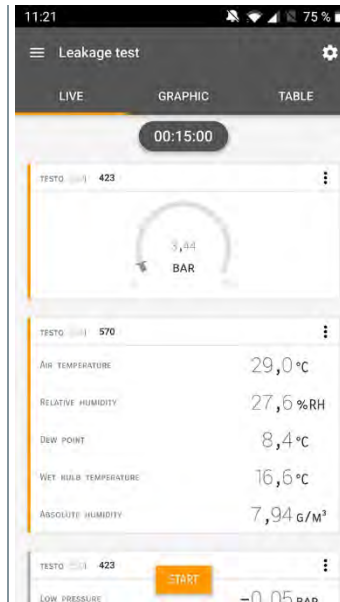 11:21 75 %
Leakage test
LIVE GRAPHIC TABLE
00:15:00
TESTO 423
3,44
BAR
TESTO 570
AIR TEMPERATURE 29,0 °C
RELATIVE HUMIDITY 27,6 %RH
DEW POINT 8,4 °C
WET BULB TEMPERATURE 16,6 °C
ABSOLUTE HUMIDITY 7,94 G/M³
TESTO 423
START
LOW PRESSURE -0,05 BAR